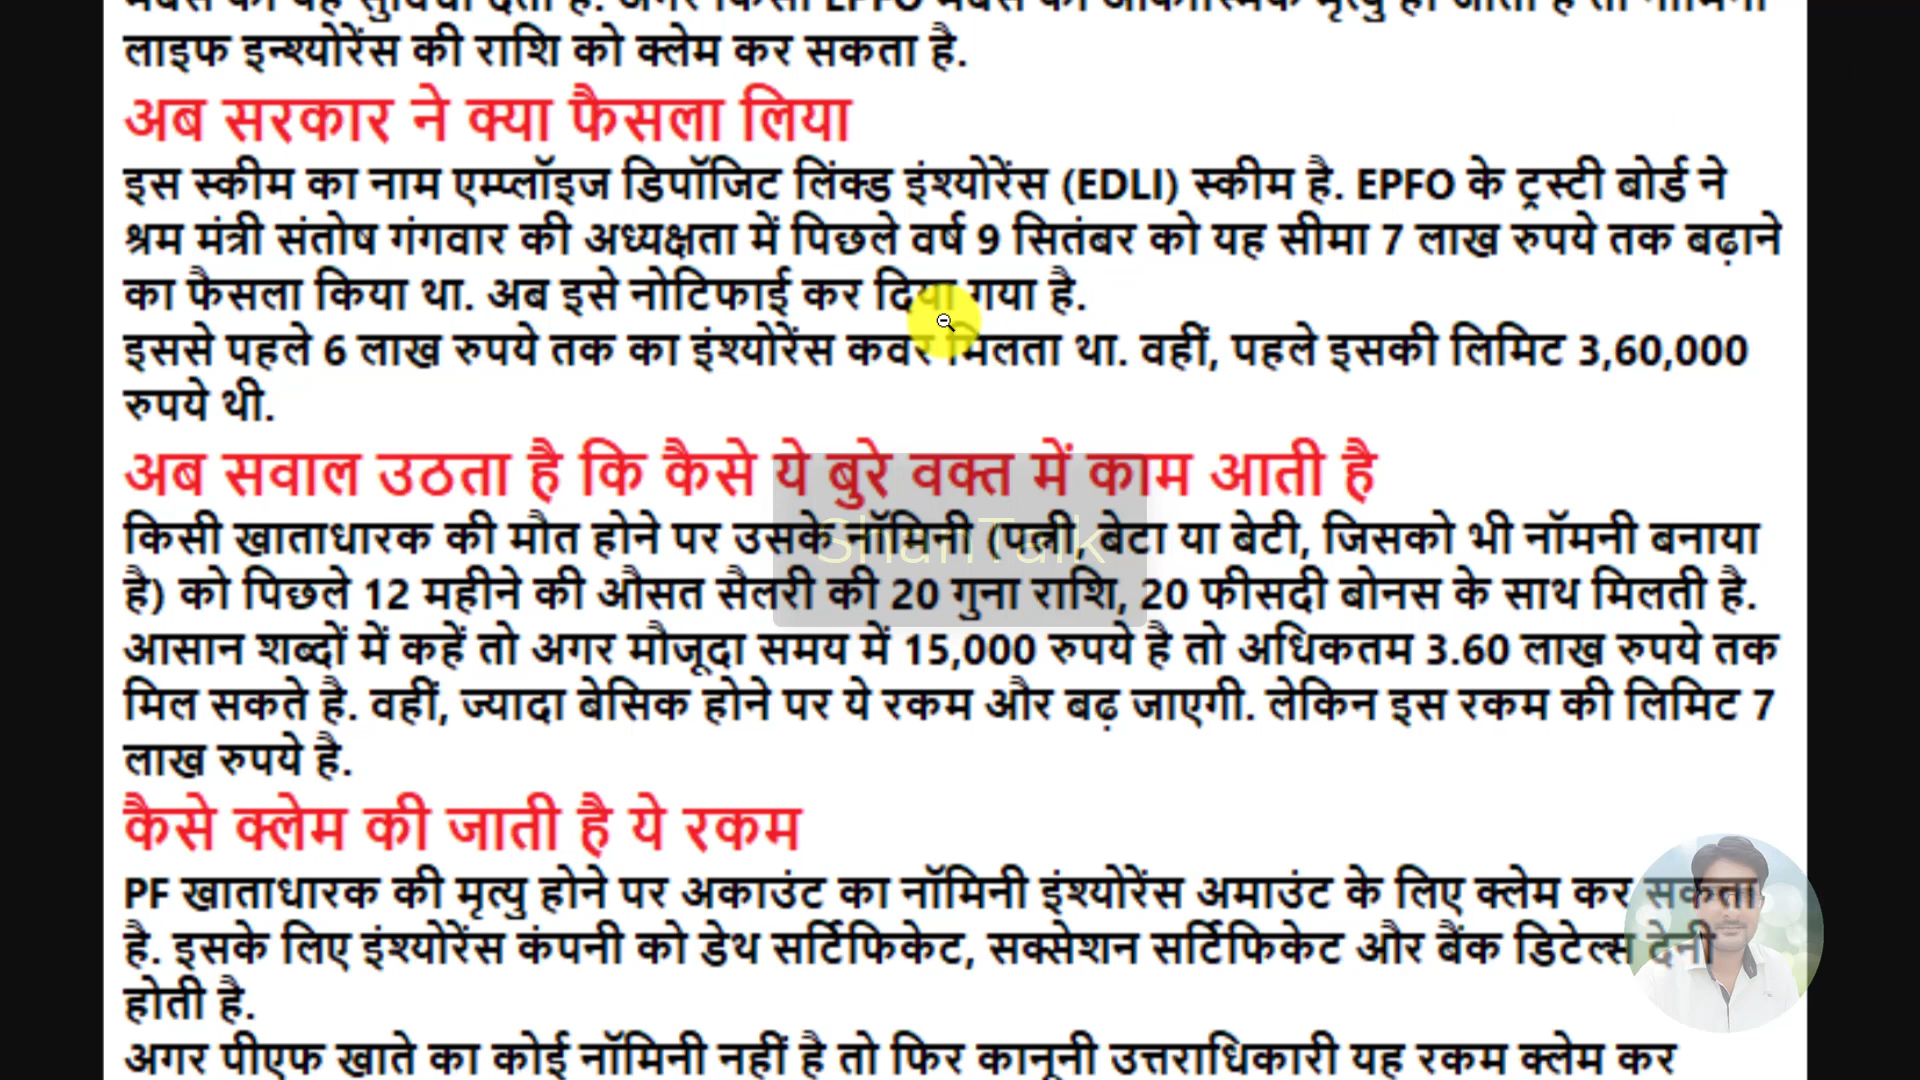 लाइफ इन्श्योरेंस की राशि को क्लेम कर सकता है.
अब सरकार ने क्या फैसला लिया
इस स्कीम का नाम एम्प्लॉइज डिपॉजिट लिंक्ड इंश्योरेंस (EDLI) स्कीम है. EPFO के ट्रस्टी बोर्ड ने
श्रम मंत्री संतोष गंगवार की अध्यक्षता में पिछले वर्ष 9 सितंबर को यह सीमा 7 लाख रुपये तक बढ़ाने
का फैसला किया था. अब इसे नोटिफाई कर दिया गया है.
इससे पहले 6 लाख रुपये तक का इंश्योरेंस कवर मिलता था. वहीं, पहले इसकी लिमिट 3,60,000
रुपये थी.
अब सवाल उठता है कि कैसे ये बुरे वक्त में काम आती है
किसी खाताधारक की मौत होने पर उसके नॉमिनी (पत्नी, बेटा या बेटी, जिसको भी नॉमनी बनाया
है) को पिछले 12 महीने की औसत सैलरी की 20 गुना राशि, 20 फीसदी बोनस के साथ मिलती है.
आसान शब्दों में कहें तो अगर मौजूदा समय में 15,000 रुपये है तो अधिकतम 3.60 लाख रुपये तक
मिल सकते है. वहीं, ज्यादा बेसिक होने पर ये रकम और बढ़ जाएगी. लेकिन इस रकम की लिमिट 7
लाख रुपये है.
ShanTalk
कैसे क्लेम की जाती है ये रकम
PF खाताधारक की मृत्यु होने पर अकाउंट का नॉमिनी इंश्योरेंस अमाउंट के लिए क्लेम कर सकता
है. इसके लिए इंश्योरेंस कंपनी को डेथ सर्टिफिकेट, सक्सेशन सर्टिफिकेट और बैंक डिटेल्स देनी
होती है.
अगर पीएफ खाते का कोई नॉमिनी नहीं है तो फिर कानूनी उत्तराधिकारी यह रकम क्लेम कर